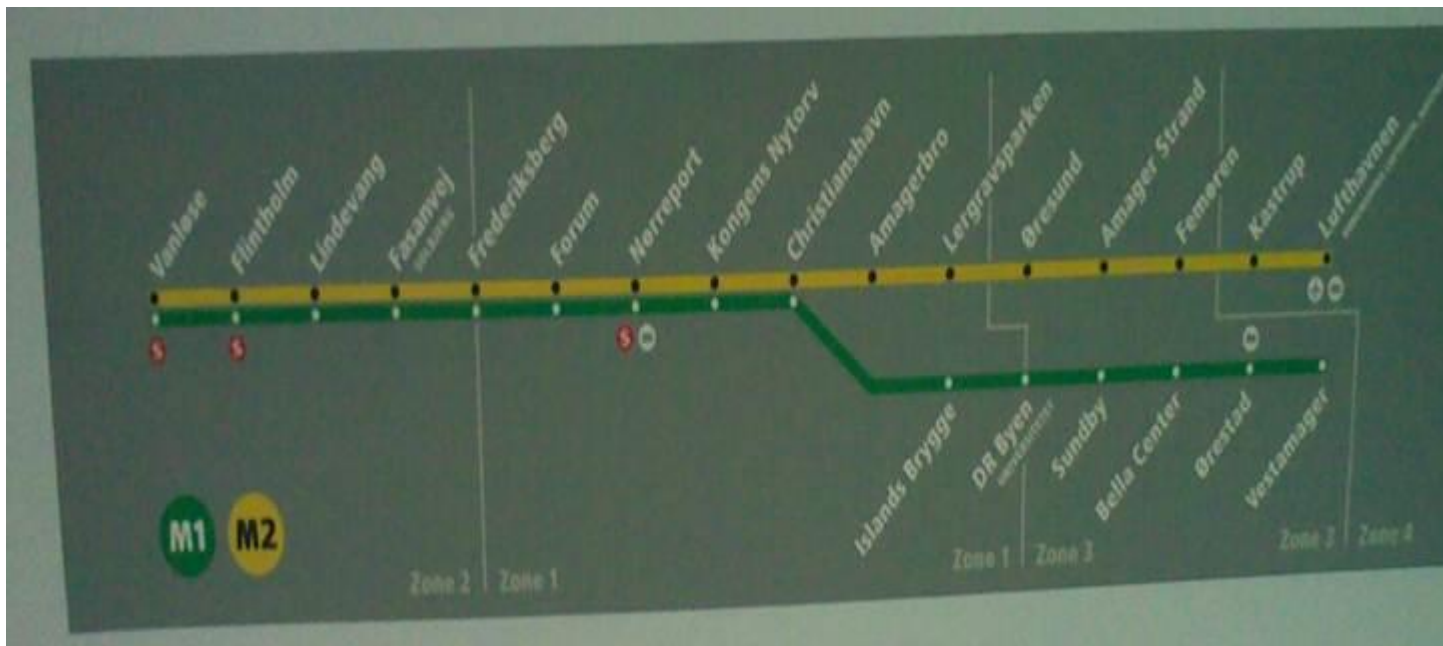 Vanløse
Flintholm
Lindevang
Fasanvej
Frederiksberg
Forum
Nørreport
Kongens Nytorv
Christianshavn
Amagerbro
Lergravsparken
Øresund
Amager Strand
Femøren
Kastrup
Lufthavnen
S
S
S
Islands Brygge
DR Byen
UNIVERSITETET
Sundby
Bella Center
Ørestad
Vestamager
M1 M2
Zone 2 Zone 1
Zone 1 Zone 3
Zone 3 Zone 4